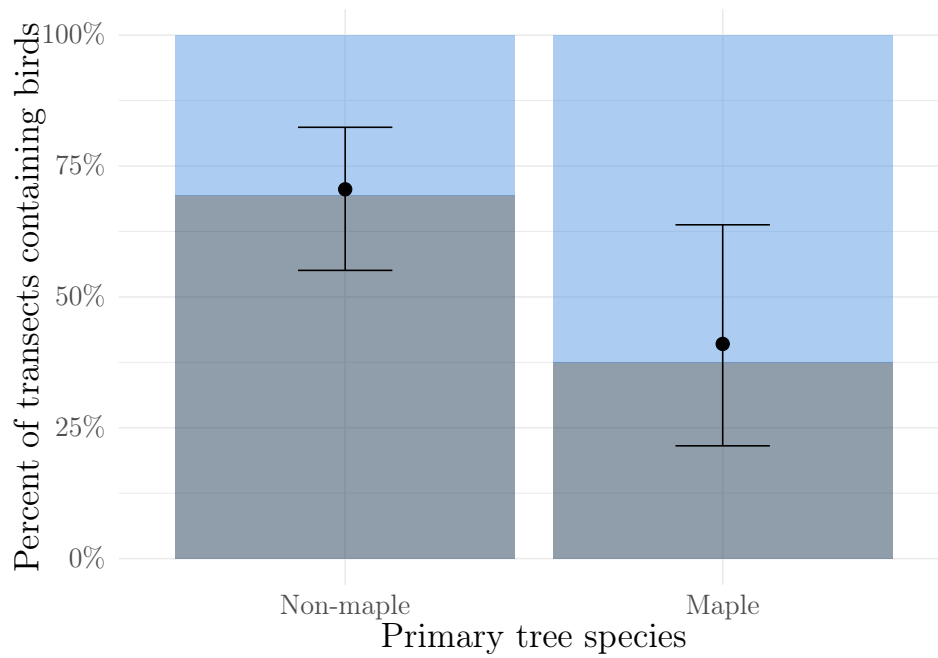 Percent of transects containing birds
100%
75%
50%
25%
0%
Non-maple
Maple
Primary tree species